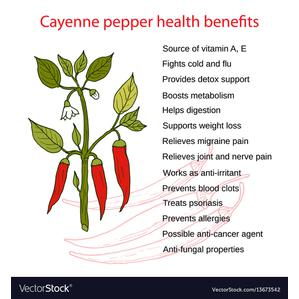 Cayenne pepper health benefits
Source of vitamin A, E
Fights cold and flu
Provides detox support
Boosts metabolism
Helps digestion
Supports weight loss
Relieves migraine pain
Relieves joint and nerve pain
Works as anti-irritant
Prevents blood clots
Treats psoriasis
Prevents allergies
Possible anti-cancer agent
Anti-fungal properties
VectorStock®
VectorStock.com/13673542